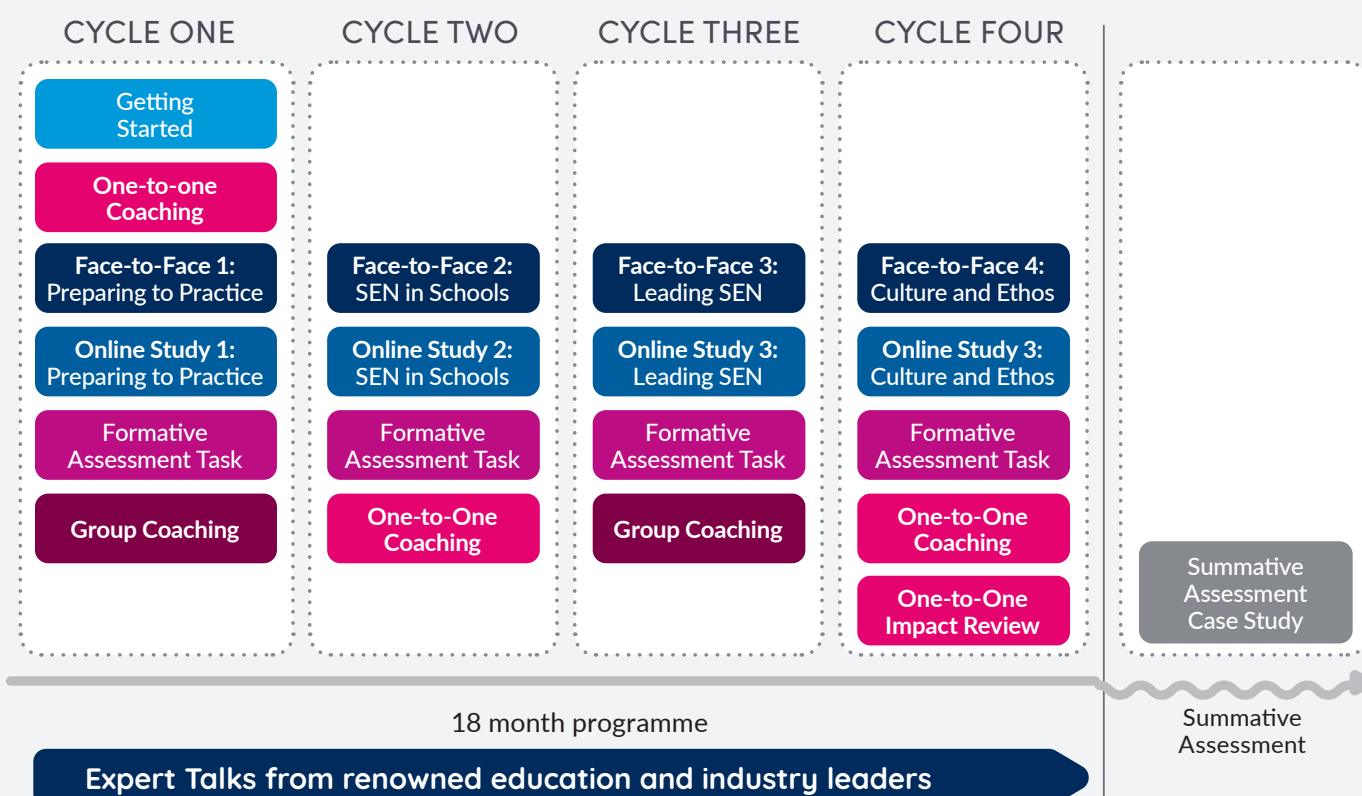 CYCLE ONE
Getting
Started
One-to-one
Coaching
Face-to-Face 1:
Preparing to Practice
Online Study 1:
Preparing to Practice
Formative
Assessment Task
Group Coaching
CYCLE TWO
Face-to-Face 2:
SEN in Schools
Online Study 2:
SEN in Schools
Formative
Assessment Task
One-to-One
Coaching
CYCLE THREE
Face-to-Face 3:
Leading SEN
Online Study 3:
Leading SEN
Formative
Assessment Task
Group Coaching
CYCLE FOUR
Face-to-Face 4:
Culture and Ethos
Online Study 3:
Culture and Ethos
Formative
Assessment Task
One-to-One
Coaching
One-to-One
Impact Review
Summative
Assessment
Case Study
18 month programme
Summative
Assessment
Expert Talks from renowned education and industry leaders